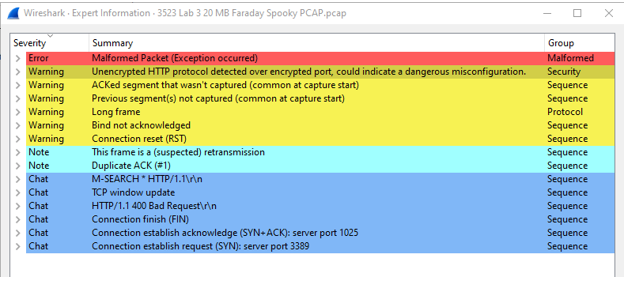 Wireshark · Expert Information · 3523 Lab 3 20 MB Faraday Spooky PCAP.pcap
Severity Summary Group
Error Malformed Packet (Exception occurred) Malformed
Warning Unencrypted HTTP protocol detected over encrypted port, could indicate a dangerous misconfiguration. Security
Warning ACKed segment that wasn't captured (common at capture start) Sequence
Warning Previous segment(s) not captured (common at capture start) Sequence
Warning Long frame Protocol
Warning Bind not acknowledged Sequence
Warning Connection reset (RST) Sequence
Note This frame is a (suspected) retransmission Sequence
Note Duplicate ACK (#1) Sequence
Chat M-SEARCH * HTTP/1.1\r\n Sequence
Chat TCP window update Sequence
Chat HTTP/1.1 400 Bad Request\r\n Sequence
Chat Connection finish (FIN) Sequence
Chat Connection establish acknowledge (SYN+ACK): server port 1025 Sequence
Chat Connection establish request (SYN): server port 3389 Sequence